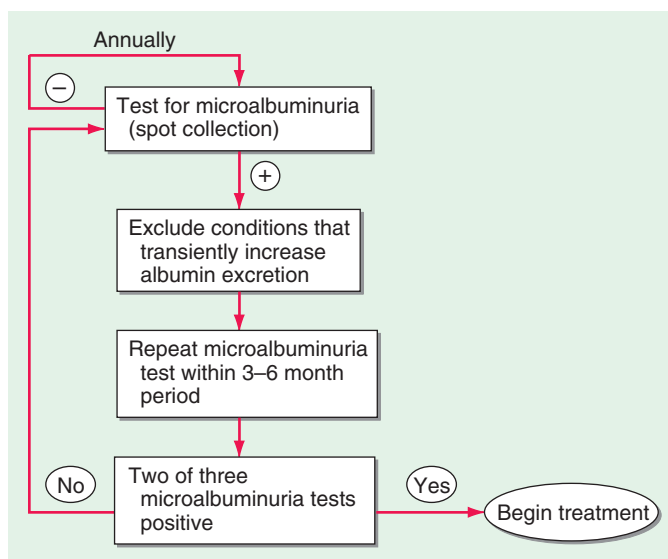 Annually
−
Test for microalbuminuria
(spot collection)
+
Exclude conditions that
transiently increase
albumin excretion
Repeat microalbuminuria
test within 3–6 month
period
No
Two of three
microalbuminuria tests
positive
Yes
Begin treatment